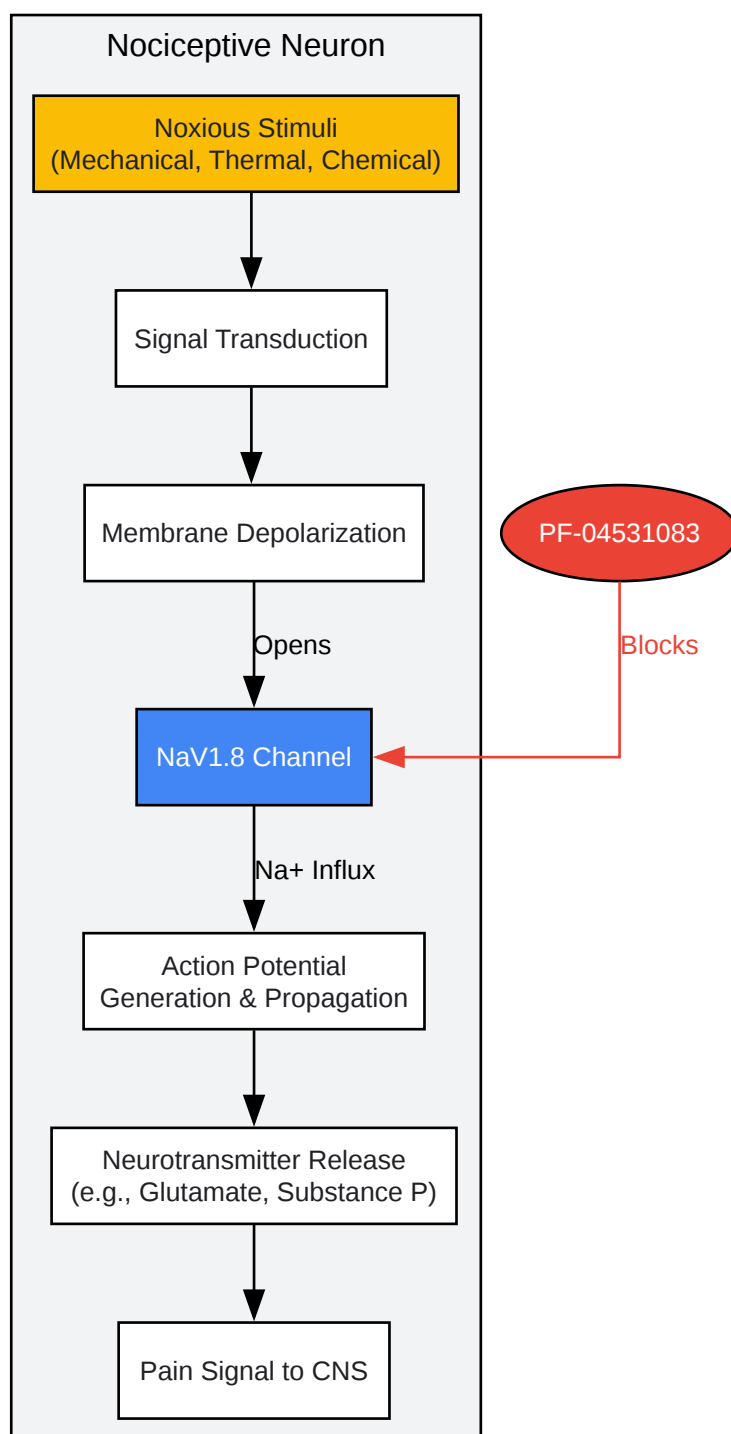 Nociceptive Neuron
Noxious Stimuli
(Mechanical, Thermal, Chemical)
Signal Transduction
Membrane Depolarization
PF-04531083
Opens
Blocks
NaV1.8 Channel
Na+ Influx
Action Potential
Generation & Propagation
Neurotransmitter Release
(e.g., Glutamate, Substance P)
Pain Signal to CNS